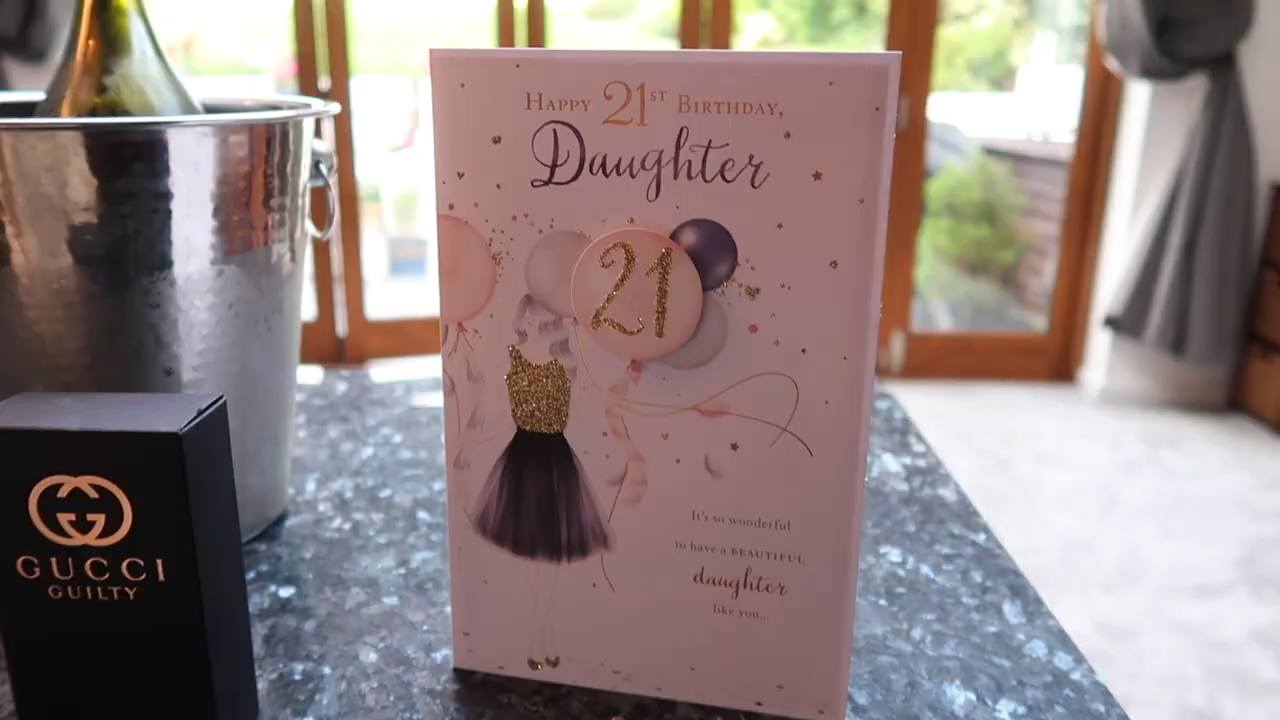 HAPPY 21ST BIRTHDAY,
Daughter
21
It's so wonderful
to have a BEAUTIFUL
daughter
like you...
GUCCI
GUILTY